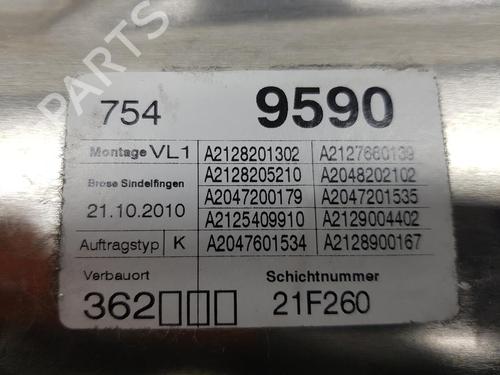 PARTS
754 9590
Montage VL1 A2128201302 A2127660139
A2128205210 A2048202102
Brose Sindelfingen A2047200179 A2047201535
21.10.2010 A2125409910 A2129004402
Auftragstyp K A2047601534 A2128900167
Verbauort Schichtnummer
362□□□ 21F260